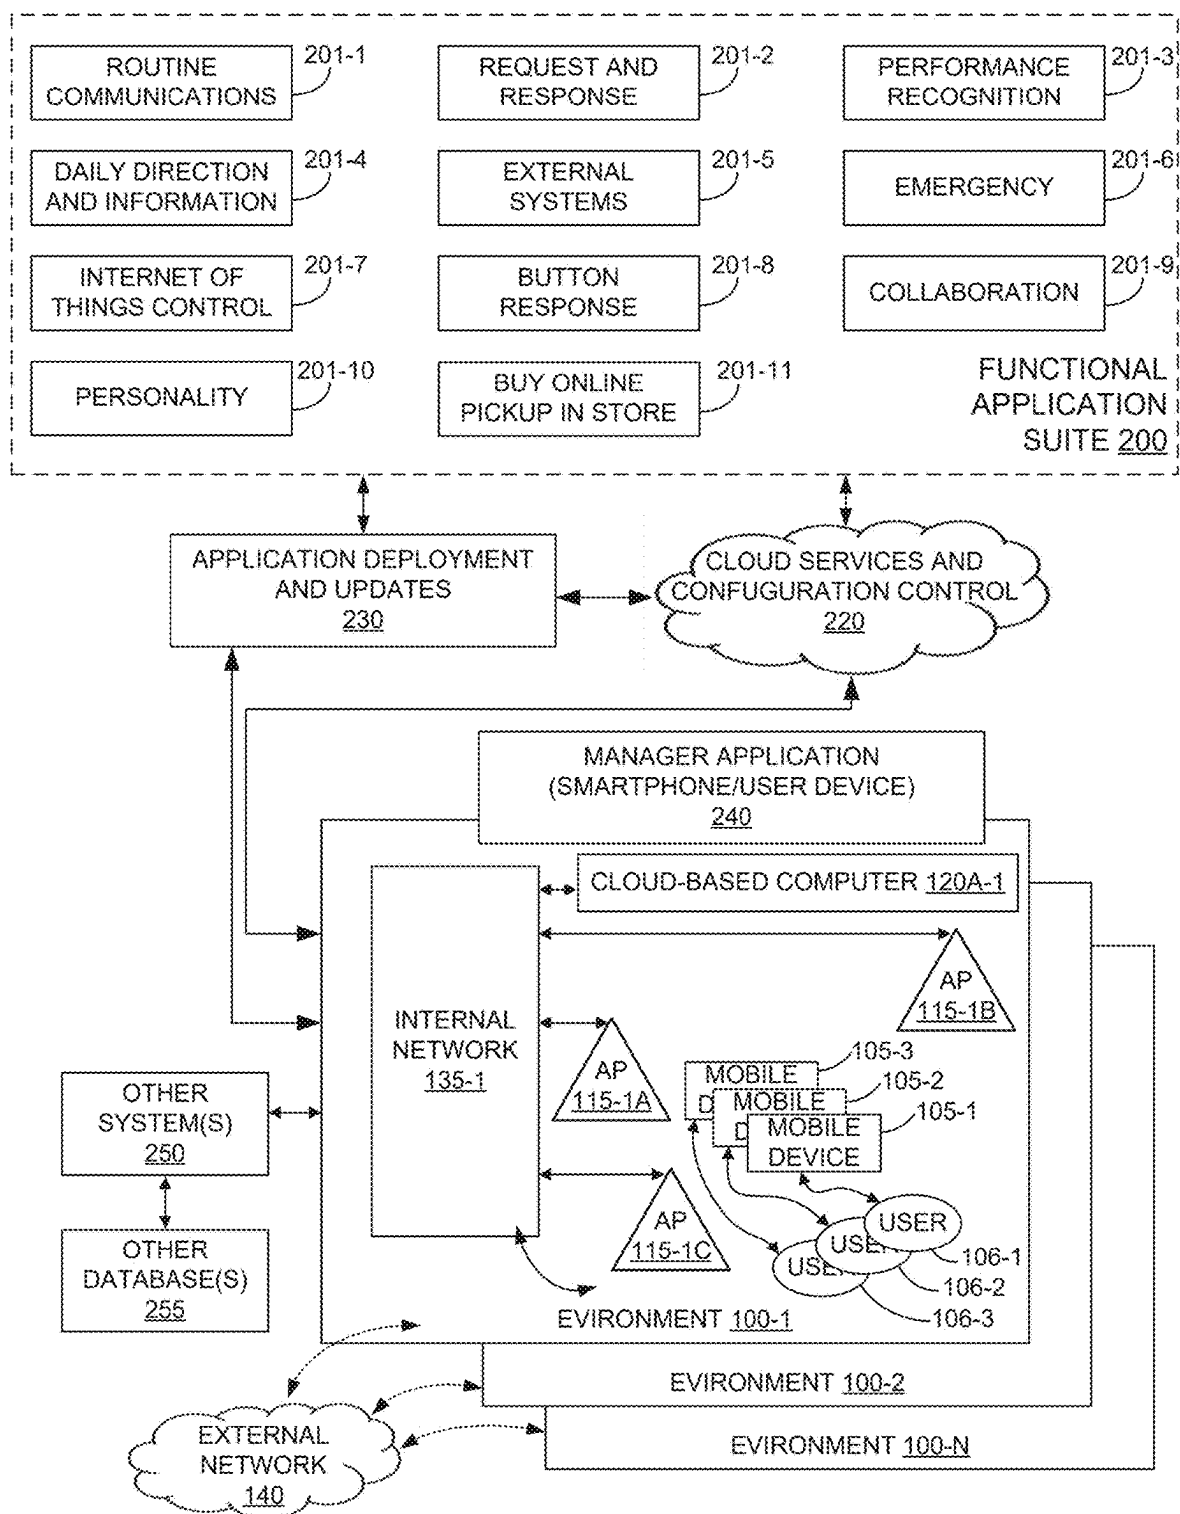 ROUTINE
COMMUNICATIONS
201-1
REQUEST AND
RESPONSE
201-2
PERFORMANCE
RECOGNITION
201-3
DAILY DIRECTION
AND INFORMATION
201-4
EXTERNAL
SYSTEMS
201-5
EMERGENCY
201-6
INTERNET OF
THINGS CONTROL
201-7
BUTTON
RESPONSE
201-8
COLLABORATION
201-9
PERSONALITY
201-10
BUY ONLINE
PICKUP IN STORE
201-11
FUNCTIONAL
APPLICATION
SUITE 200
APPLICATION DEPLOYMENT
AND UPDATES
230
CLOUD SERVICES AND
CONFUGURATION CONTROL
220
MANAGER APPLICATION
(SMARTPHONE/USER DEVICE)
240
CLOUD-BASED COMPUTER 120A-1
INTERNAL
NETWORK
135-1
AP
115-1B
AP
115-1A
AP
115-1C
MOBILE
D
105-3
MOBILE
D
105-2
MOBILE
DEVICE
105-1
USER
106-1
USE
106-2
USE
106-3
OTHER
SYSTEM(S)
250
OTHER
DATABASE(S)
255
EVIRONMENT 100-1
EVIRONMENT 100-2
EVIRONMENT 100-N
EXTERNAL
NETWORK
140